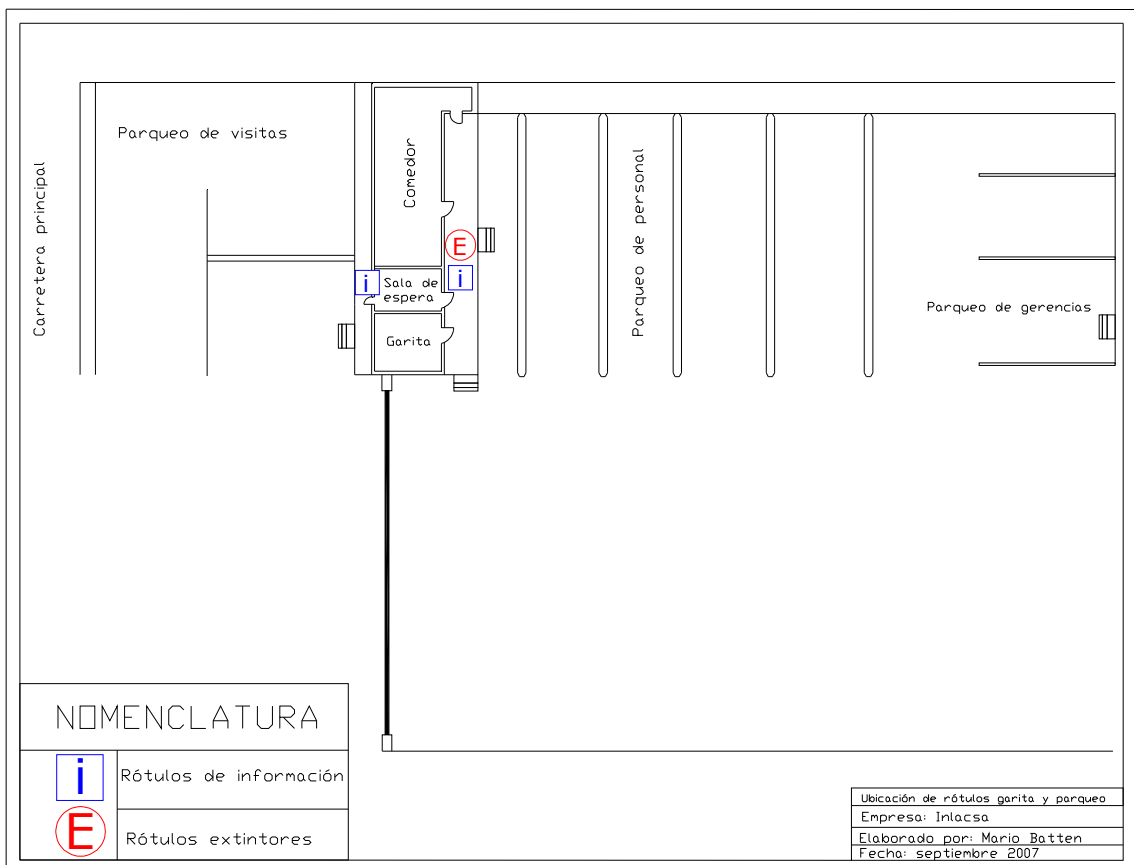 Parqueo de visitas
Carretera principal
Comedor
E
i
i
Sala de
espera
Garita
Parqueo de personal
Parqueo de gerencias
NOMENCLATURA
i
Rótulos de información
E
Rótulos extintores
Ubicación de rótulos garita y parqueo
Empresa: Inlacsa
Elaborado por: Mario Batten
Fecha: septiembre 2007